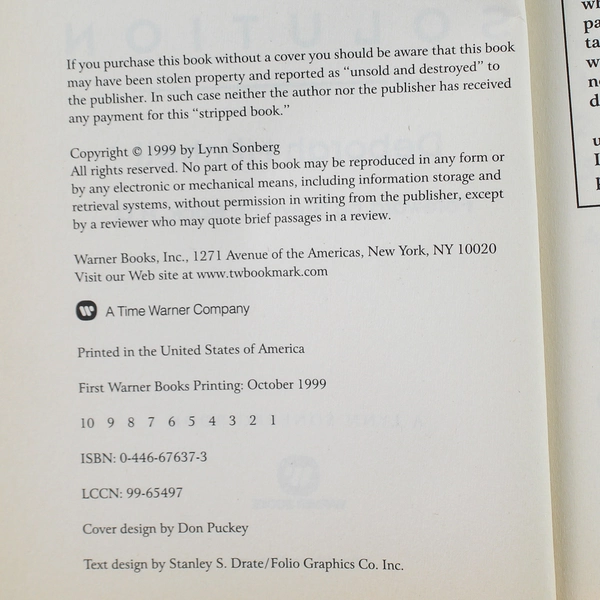 If you purchase this book without a cover you should be aware that this book
may have been stolen property and reported as “unsold and destroyed” to
the publisher. In such case neither the author nor the publisher has received
any payment for this “stripped book.”
Copyright © 1999 by Lynn Sonberg
All rights reserved. No part of this book may be reproduced in any form or
by any electronic or mechanical means, including information storage and
retrieval systems, without permission in writing from the publisher, except
by a reviewer who may quote brief passages in a review.
Warner Books, Inc., 1271 Avenue of the Americas, New York, NY 10020
Visit our Web site at www.twbookmark.com
A Time Warner Company
Printed in the United States of America
First Warner Books Printing: October 1999
10 9 8 7 6 5 4 3 2 1
ISBN: 0-446-67637-3
LCCN: 99-65497
Cover design by Don Puckey
Text design by Stanley S. Drate/Folio Graphics Co. Inc.